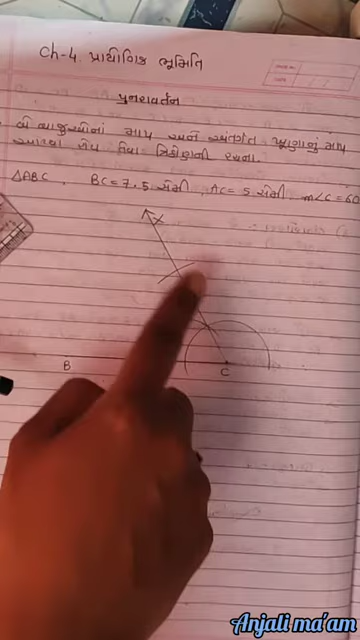 Ch-4. પ્રાયોગિક ભૂમિતિ
પુનરાવર્તન
બે બાજુઓનાં માપ અને અંતર્ગત ખૂણાનું માપ
આપ્યા હોય તેવા ત્રિકોણની રચના.
△ABC, BC = 7.5 સેમી, AC = 5 સેમી, m∠C = 60
X
B
C
Anjali ma'am